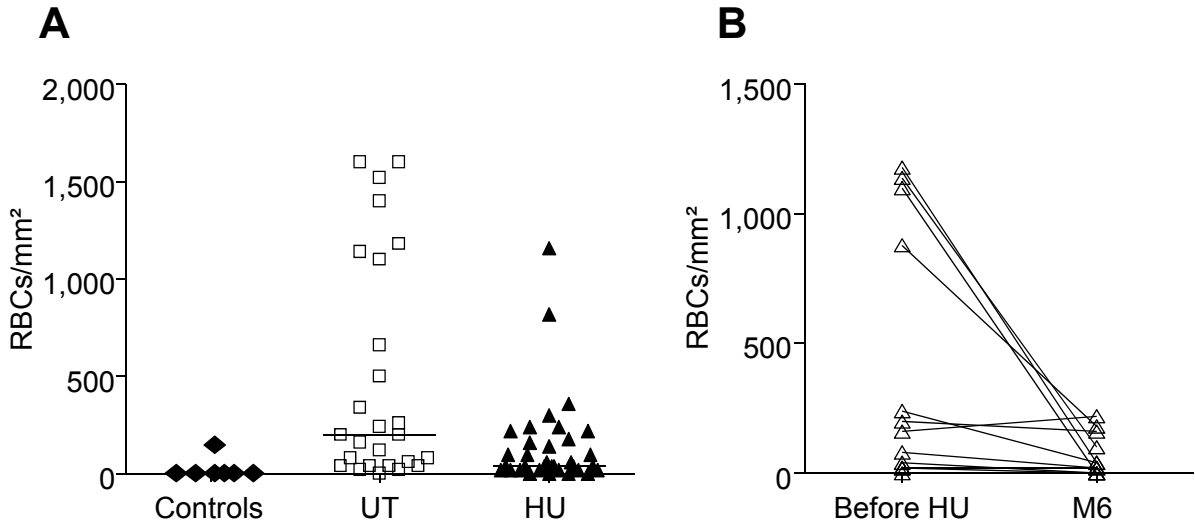 A
RBCs/mm²
2,000
1,500
1,000
500
0
Controls UT HU
B
RBCs/mm²
1,500
1,000
500
0
Before HU M6